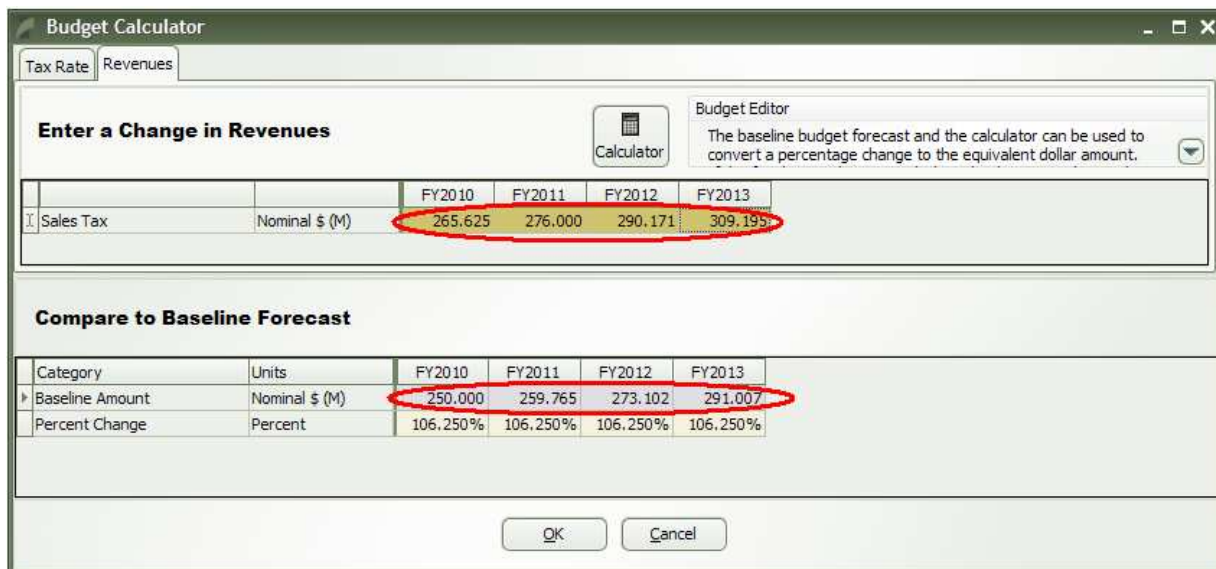 Budget Calculator
Tax Rate Revenues
Enter a Change in Revenues
Calculator
Budget Editor
The baseline budget forecast and the calculator can be used to
convert a percentage change to the equivalent dollar amount.
FY2010 FY2011 FY2012 FY2013
Sales Tax Nominal $ (M) 265.625 276.000 290.171 309.195
Compare to Baseline Forecast
Category Units FY2010 FY2011 FY2012 FY2013
Baseline Amount Nominal $ (M) 250.000 259.765 273.102 291.007
Percent Change Percent 106.250% 106.250% 106.250% 106.250%
OK Cancel